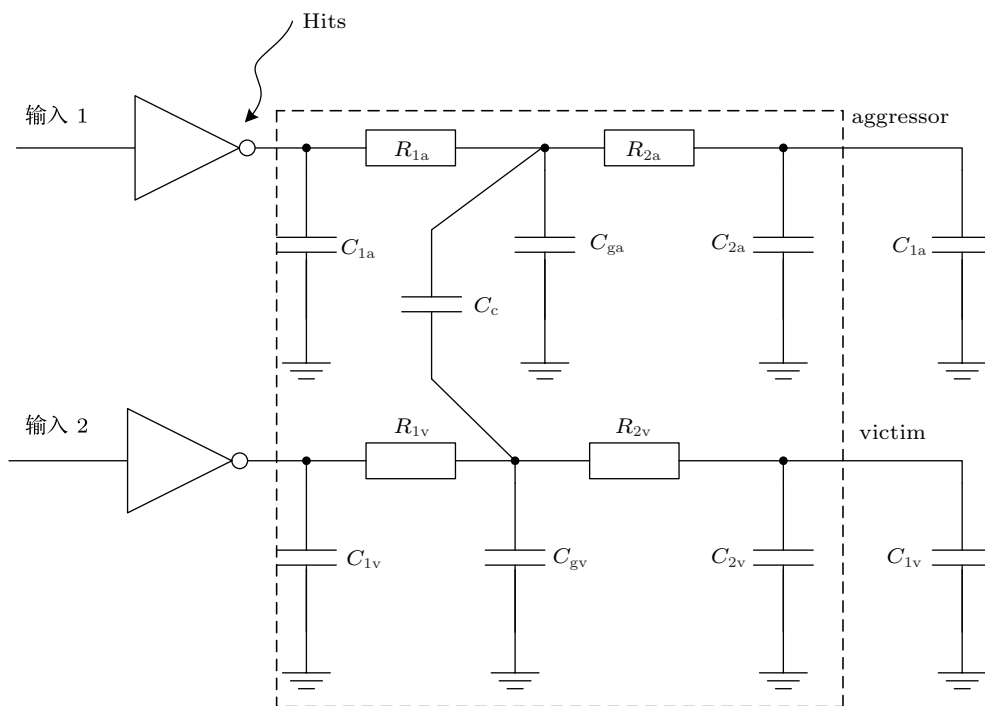 Hits
输入 1
aggressor
R1a
R2a
C1a
Cga
C2a
C1a
Cc
输入 2
R1v
R2v
victim
C1v
Cgv
C2v
C1v